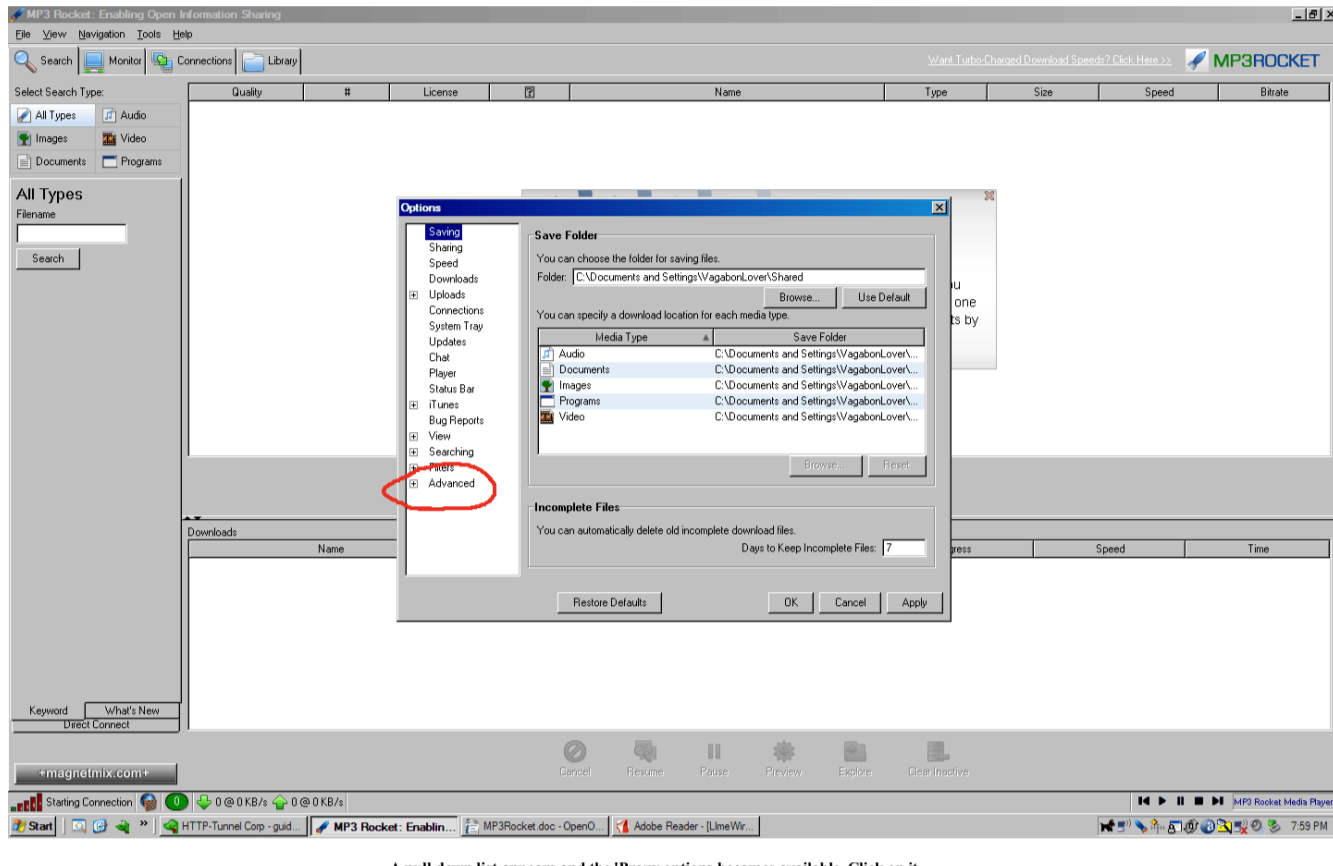 MP3 Rocket: Enabling Open Information Sharing
File View Navigation Tools Help
Search Monitor Connections Library
Want Turbo-Charged Download Speeds? Click Here >>
MP3ROCKET
Select Search Type:
All Types Audio
Images Video
Documents Programs
Quality # License ? Name Type Size Speed Bitrate
All Types
Filename
Search
Options
Saving
Sharing
Speed
Downloads
Uploads
Connections
System Tray
Updates
Chat
Player
Status Bar
iTunes
Bug Reports
View
Searching
Filters
Advanced
Save Folder
You can choose the folder for saving files.
Folder: C:\Documents and Settings\VagabonLover\Shared
Browse... Use Default
You can specify a download location for each media type.
Media Type Save Folder
Audio C:\Documents and Settings\VagabonLover\...
Documents C:\Documents and Settings\VagabonLover\...
Images C:\Documents and Settings\VagabonLover\...
Programs C:\Documents and Settings\VagabonLover\...
Video C:\Documents and Settings\VagabonLover\...
Browse... Reset
Incomplete Files
You can automatically delete old incomplete download files.
Days to Keep Incomplete Files: 7
Restore Defaults OK Cancel Apply
one
ts by
Downloads
Name gress Speed Time
Keyword What's New
Direct Connect
Cancel Resume Pause Preview Explore Clear Inactive
+magnetmix.com+
Starting Connection 0 0 @ 0 KB/s 0 @ 0 KB/s
MP3 Rocket Media Player
Start » HTTP-Tunnel Corp - guid... MP3 Rocket: Enablin... MP3Rocket.doc - OpenO... Adobe Reader - [LImeWir... 7:59 PM